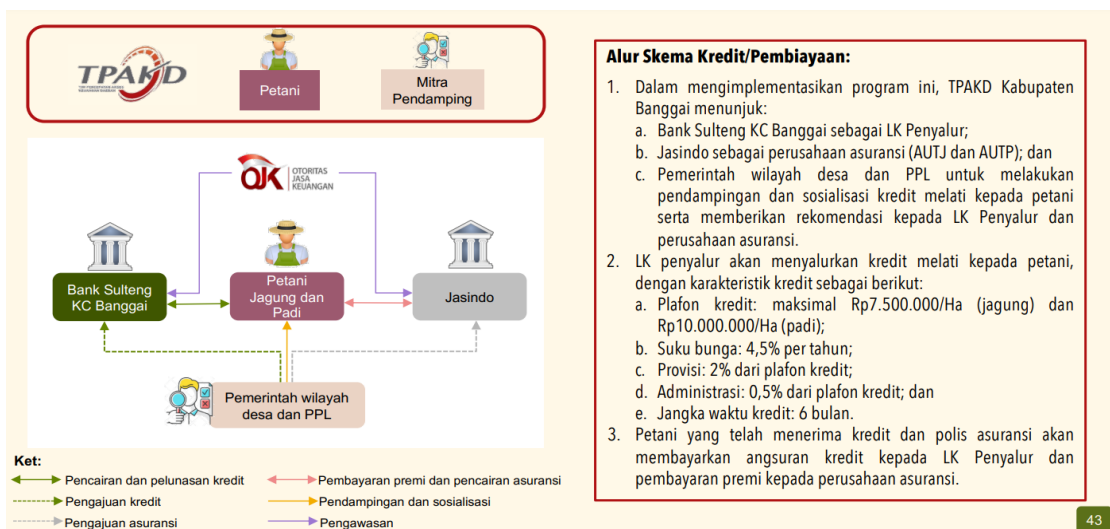 TPAKD
TIM PERCEPATAN AKSES
KEUANGAN DAERAH
Petani
Mitra
Pendamping
OJK
OTORITAS
JASA
KEUANGAN
Bank Sulteng
KC Banggai
Petani
Jagung dan
Padi
Jasindo
Pemerintah wilayah
desa dan PPL
Ket:
Pencairan dan pelunasan kredit
Pengajuan kredit
Pengajuan asuransi
Pembayaran premi dan pencairan asuransi
Pendampingan dan sosialisasi
Pengawasan
Alur Skema Kredit/Pembiayaan:
1. Dalam mengimplementasikan program ini, TPAKD Kabupaten
Banggai menunjuk:
a. Bank Sulteng KC Banggai sebagai LK Penyalur;
b. Jasindo sebagai perusahaan asuransi (AUTJ dan AUTP); dan
c. Pemerintah wilayah desa dan PPL untuk melakukan
pendampingan dan sosialisasi kredit melati kepada petani
serta memberikan rekomendasi kepada LK Penyalur dan
perusahaan asuransi.
2. LK penyalur akan menyalurkan kredit melati kepada petani,
dengan karakteristik kredit sebagai berikut:
a. Plafon kredit: maksimal Rp7.500.000/Ha (jagung) dan
Rp10.000.000/Ha (padi);
b. Suku bunga: 4,5% per tahun;
c. Provisi: 2% dari plafon kredit;
d. Administrasi: 0,5% dari plafon kredit; dan
e. Jangka waktu kredit: 6 bulan.
3. Petani yang telah menerima kredit dan polis asuransi akan
membayarkan angsuran kredit kepada LK Penyalur dan
pembayaran premi kepada perusahaan asuransi.
43